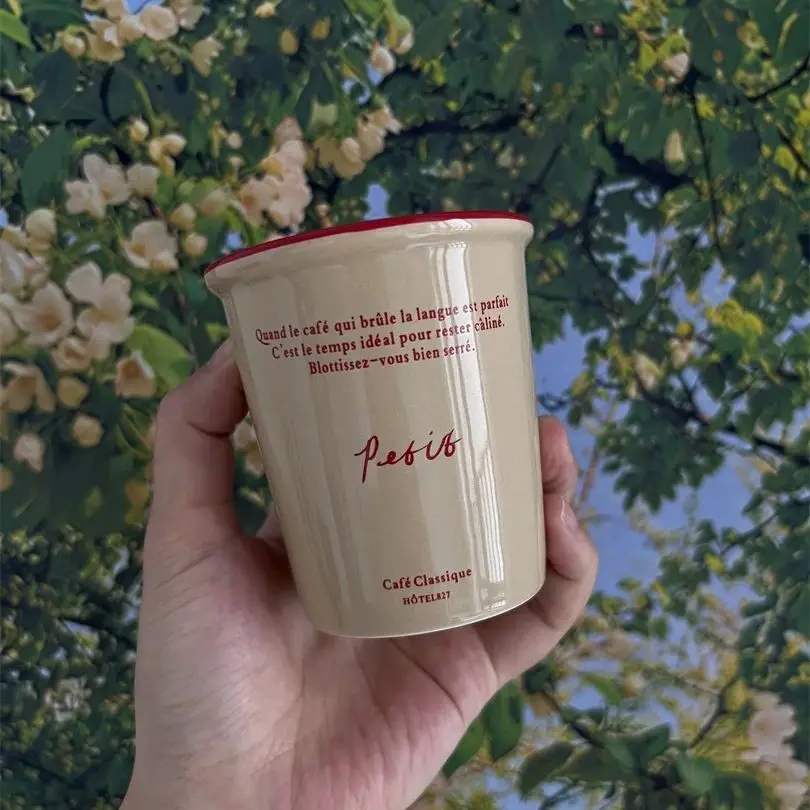 Quand le café qui brûle la langue est parfait
C'est le temps idéal pour rester câliné.
Blottissez-vous bien serré.
Petit
Café Classique
HÔTEL827